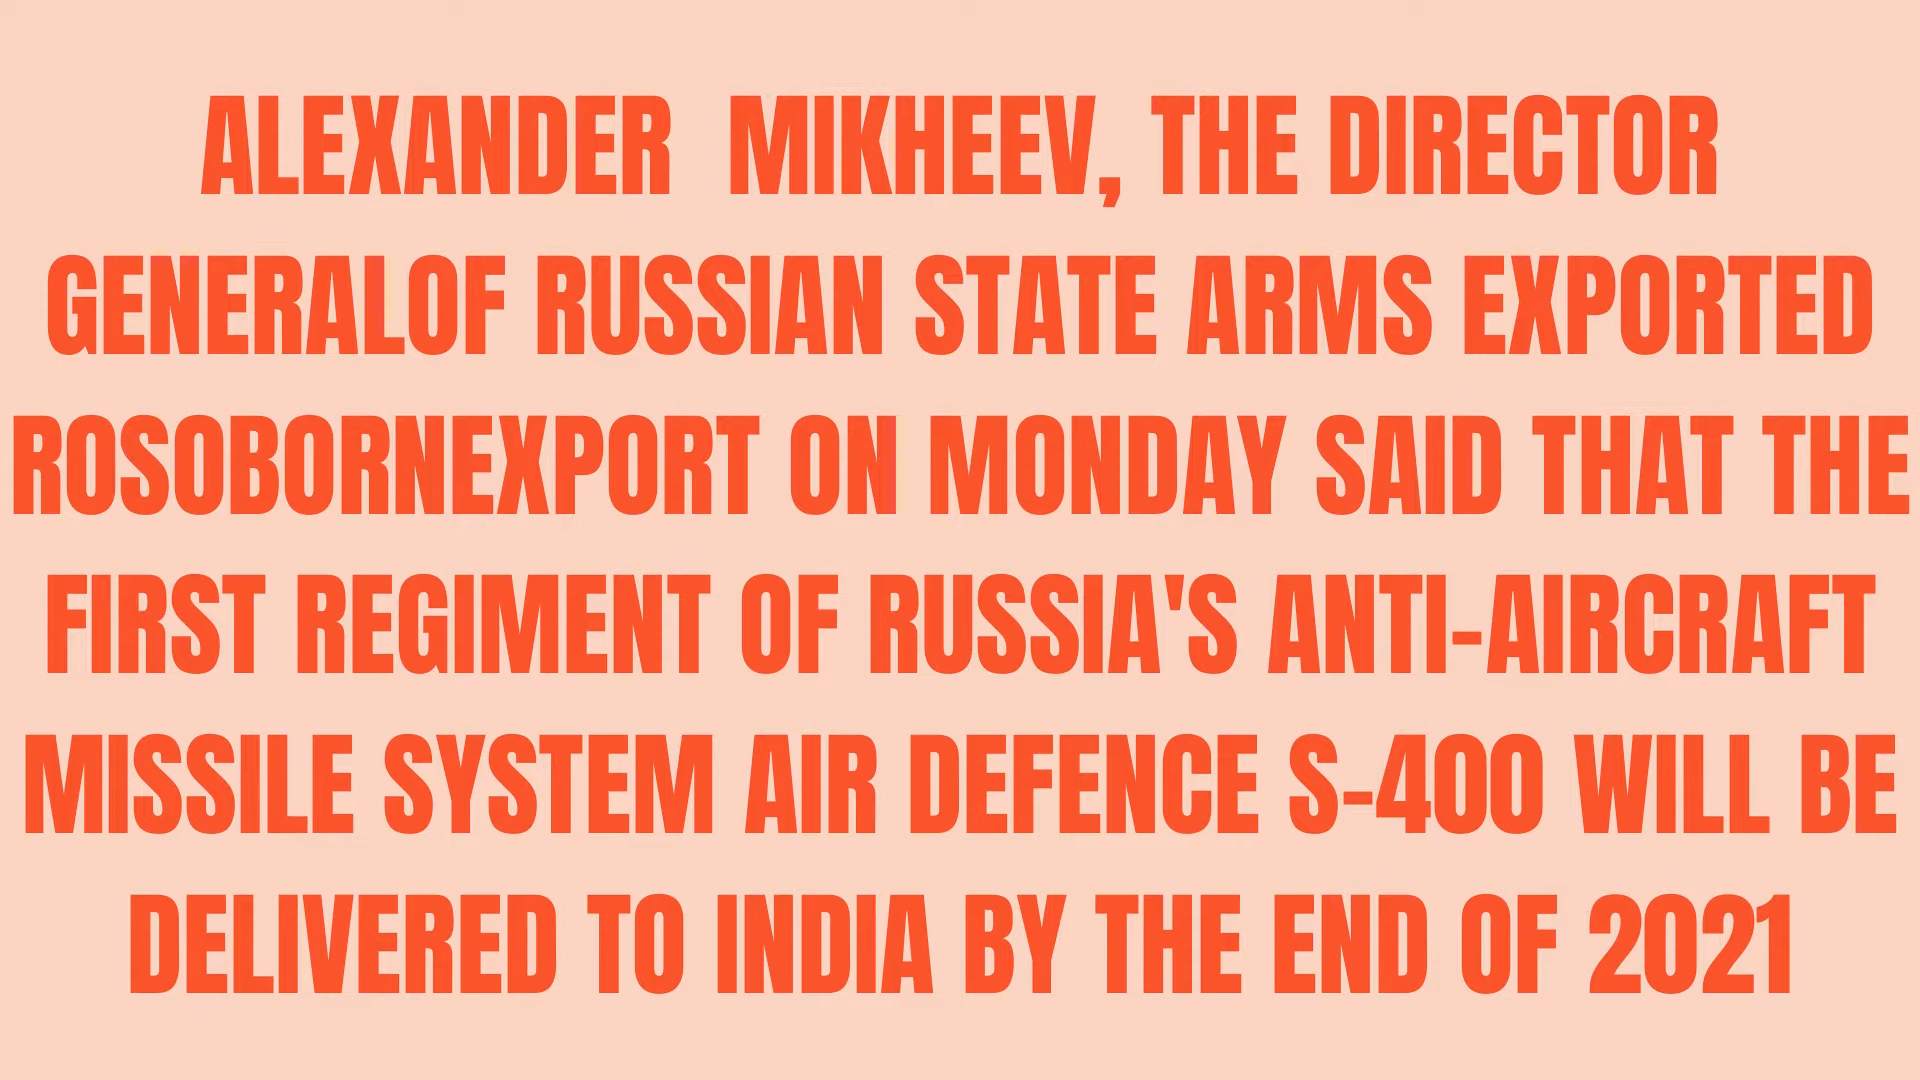 ALEXANDER  MIKHEEV, THE DIRECTOR
GENERALOF RUSSIAN STATE ARMS EXPORTED
ROSOBORNEXPORT ON MONDAY SAID THAT THE
FIRST REGIMENT OF RUSSIA'S ANTI-AIRCRAFT
MISSILE SYSTEM AIR DEFENCE S-400 WILL BE
DELIVERED TO INDIA BY THE END OF 2021